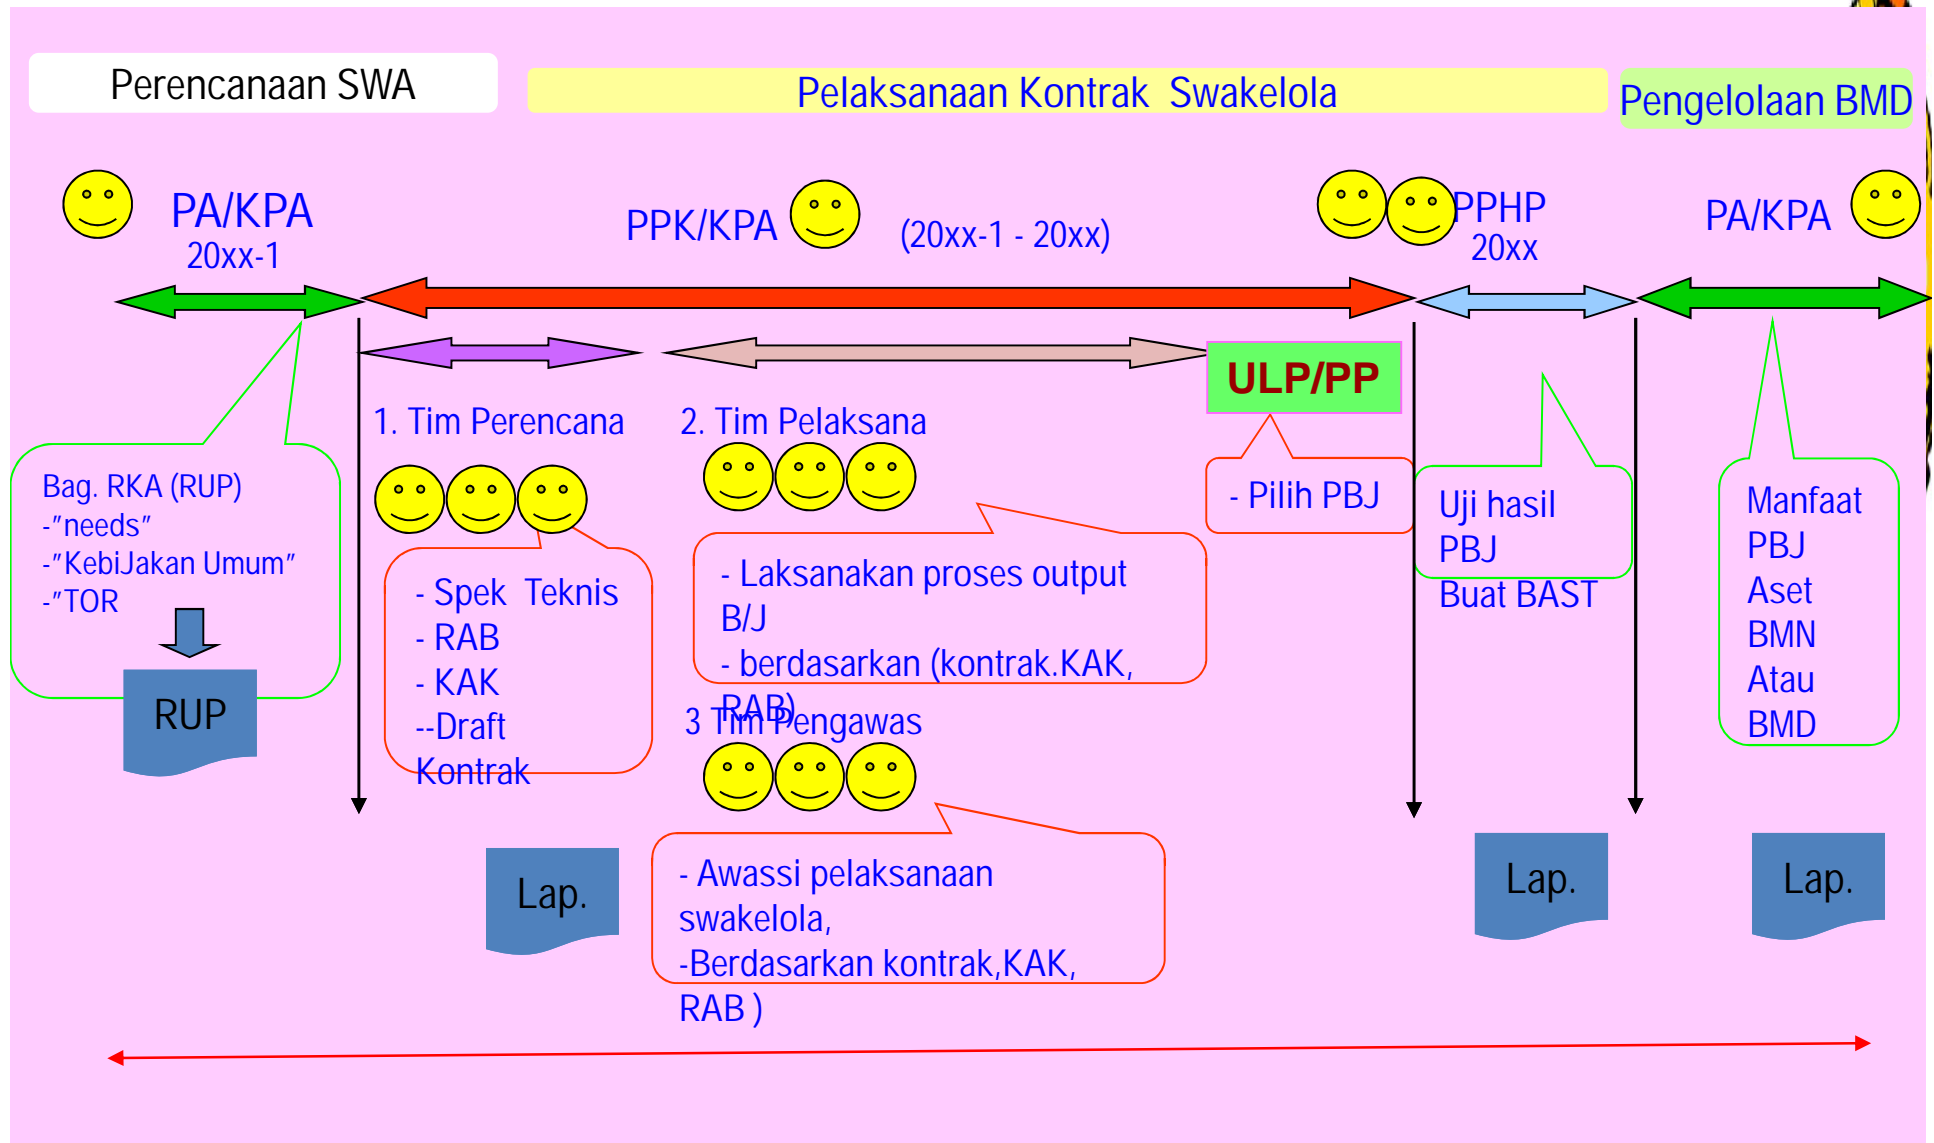 Perencanaan SWA
Pelaksanaan Kontrak  Swakelola
Pengelolaan BMD
PA/KPA
20xx-1
PPK/KPA
(20xx-1 - 20xx)
PPHP
20xx
PA/KPA
ULP/PP
1. Tim Perencana
2. Tim Pelaksana
Bag. RKA (RUP)
-"needs"
-"KebiJakan Umum"
-"TOR
RUP
- Spek  Teknis
- RAB
- KAK
--Draft
Kontrak
- Laksanakan proses output
B/J
- berdasarkan (kontrak.KAK,
RAB)
- Pilih PBJ
Uji hasil
PBJ
Buat BAST
Manfaat
PBJ
Aset
BMN
Atau
BMD
3 Tim Pengawas
- Awassi pelaksanaan
swakelola,
-Berdasarkan kontrak,KAK,
RAB )
Lap.
Lap.
Lap.